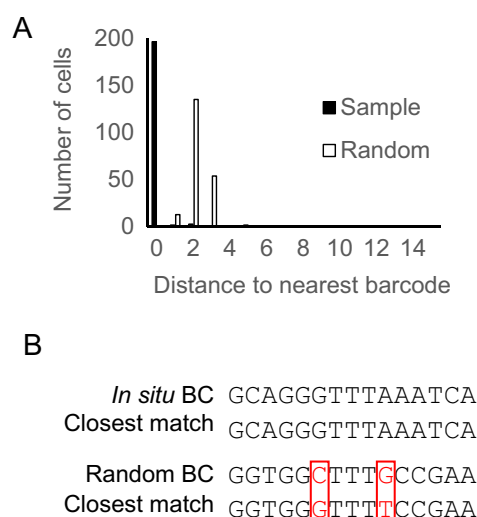 A
Number of cells
200
150
100
50
0
Sample
Random
0 2 4 6 8 10 12 14
Distance to nearest barcode
B
In situ BC GCAGGGTTTAAATCA
Closest match GCAGGGTTTAAATCA
Random BC GGTGGCTTTGCCGAA
Closest match GGTGGGTTTTCCGAA